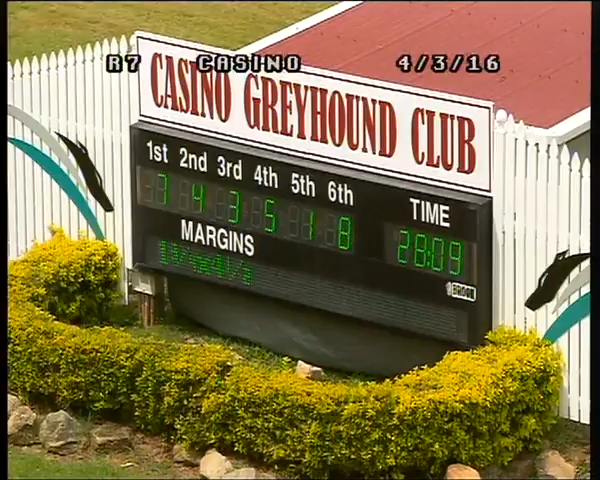 R7 CASINO 4/3/16
CASINO GREYHOUND CLUB
1st 2nd 3rd 4th 5th 6th
7 4 3 5 1 8
TIME
28:09
MARGINS
BROOK